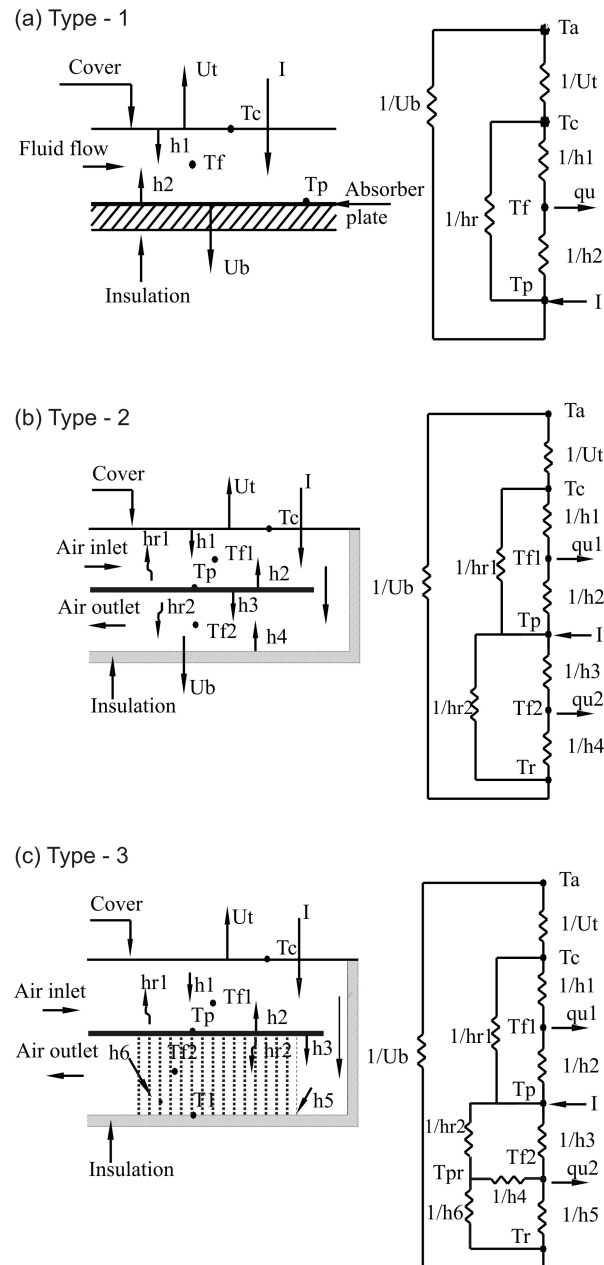 (a) Type - 1
Cover
Ut
I
Tc
Fluid flow
h1
Tf
h2
Tp
Absorber
plate
Ub
Insulation
Ta
1/Ub
1/Ut
Tc
1/h1
1/hr
Tf
qu
1/h2
Tp
I
(b) Type - 2
Cover
Ut
I
Tc
hr1
h1
Air inlet
Tf1
Tp
h2
Air outlet
hr2
h3
Tf2
h4
Ub
Insulation
Ta
1/Ut
Tc
1/h1
1/hr1
Tf1
qu1
1/Ub
1/h2
Tp
I
1/h3
1/hr2
Tf2
qu2
1/h4
Tr
(c) Type - 3
Cover
Ut
I
Tc
hr1
h1
Air inlet
Tf1
Tp
h2
Air outlet
h6
Tf2
hr2
h3
T1
h5
Insulation
Ta
1/Ut
Tc
1/h1
1/hr1
Tf1
qu1
1/Ub
1/h2
Tp
I
1/hr2
1/h3
Tf2
Tpr
qu2
1/h4
1/h6
1/h5
Tr